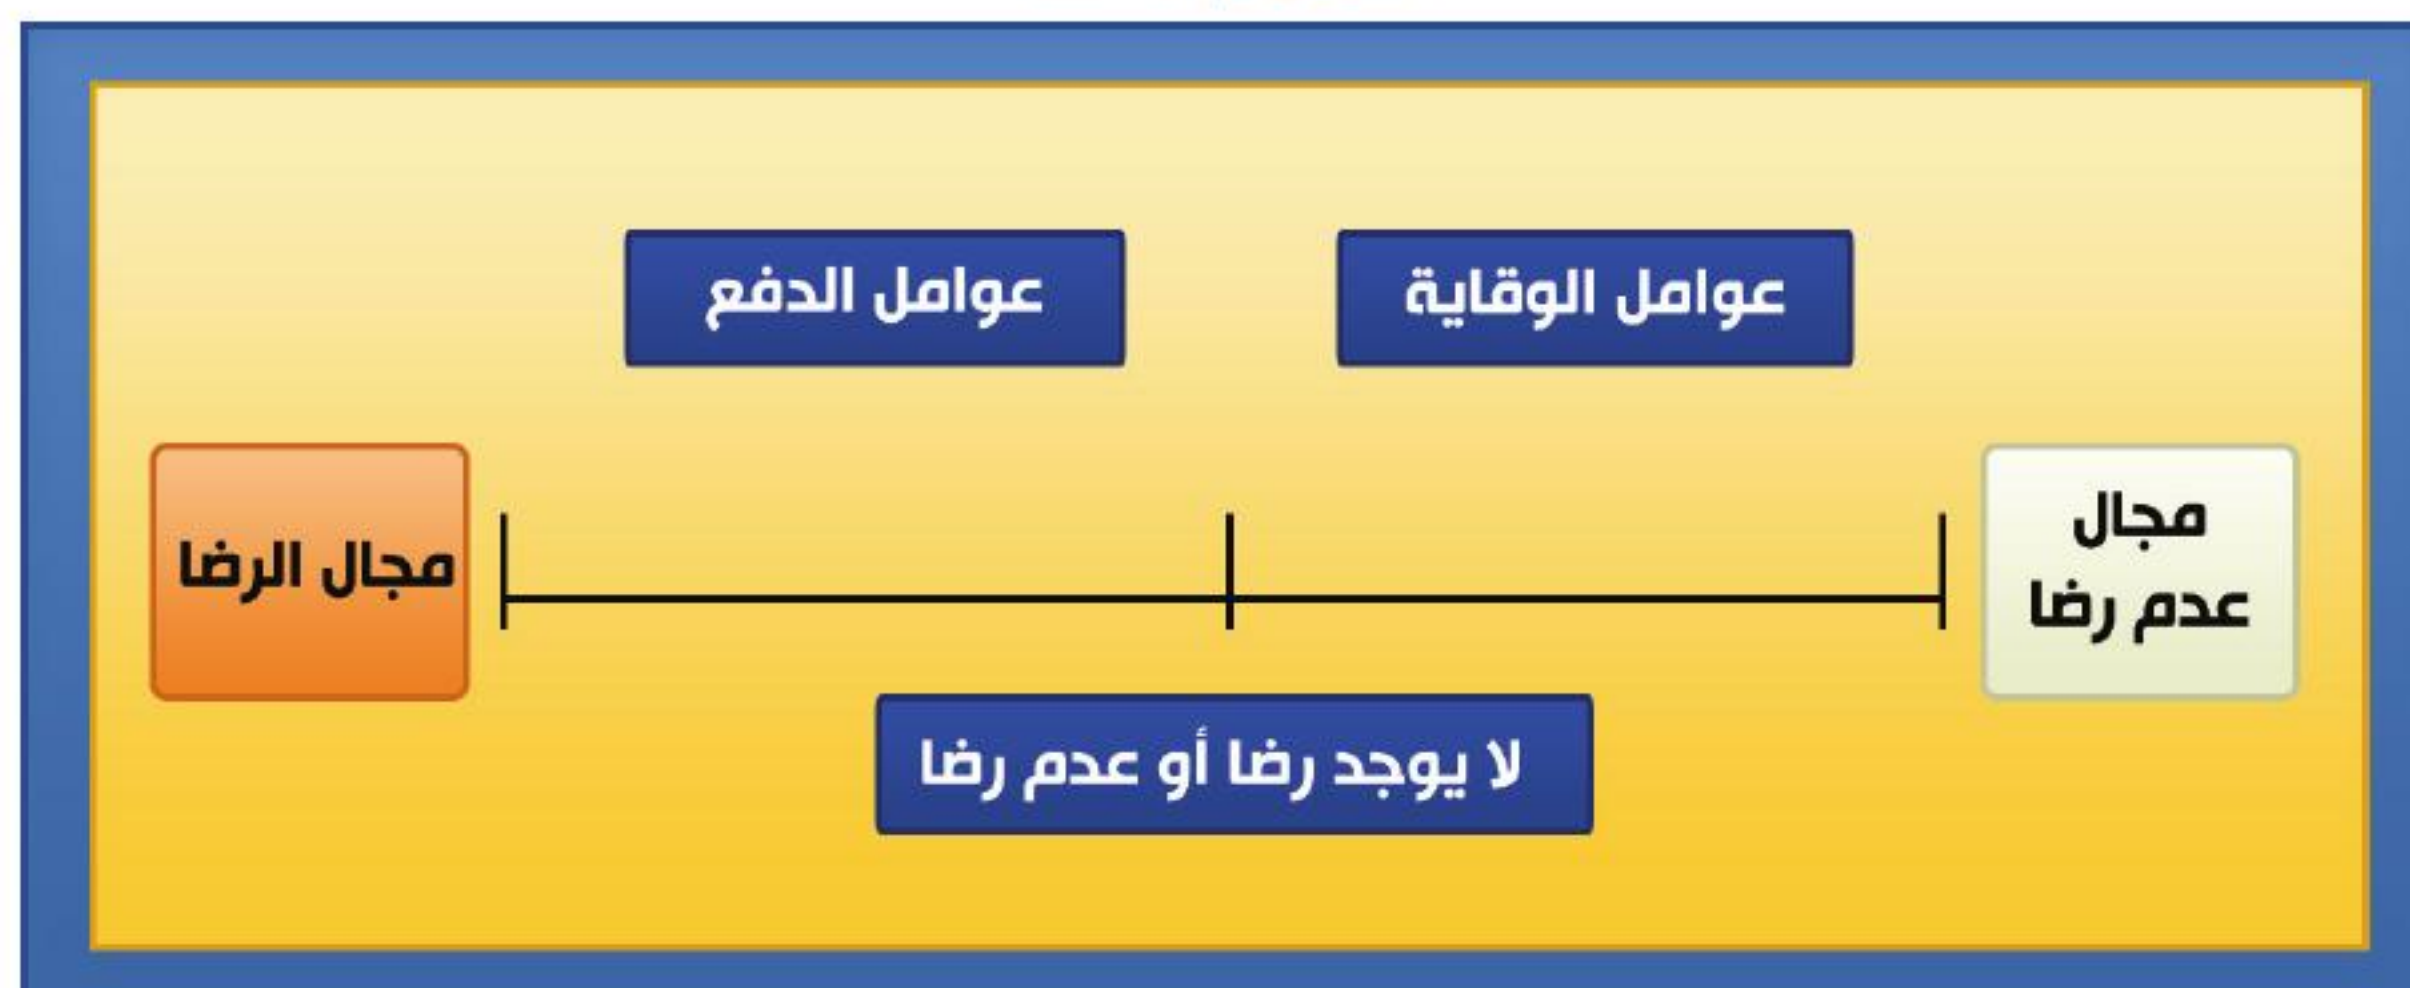 عوامل الوقاية
عوامل الدفع
مجال
عدم رضا
مجال الرضا
لا يوجد رضا أو عدم رضا